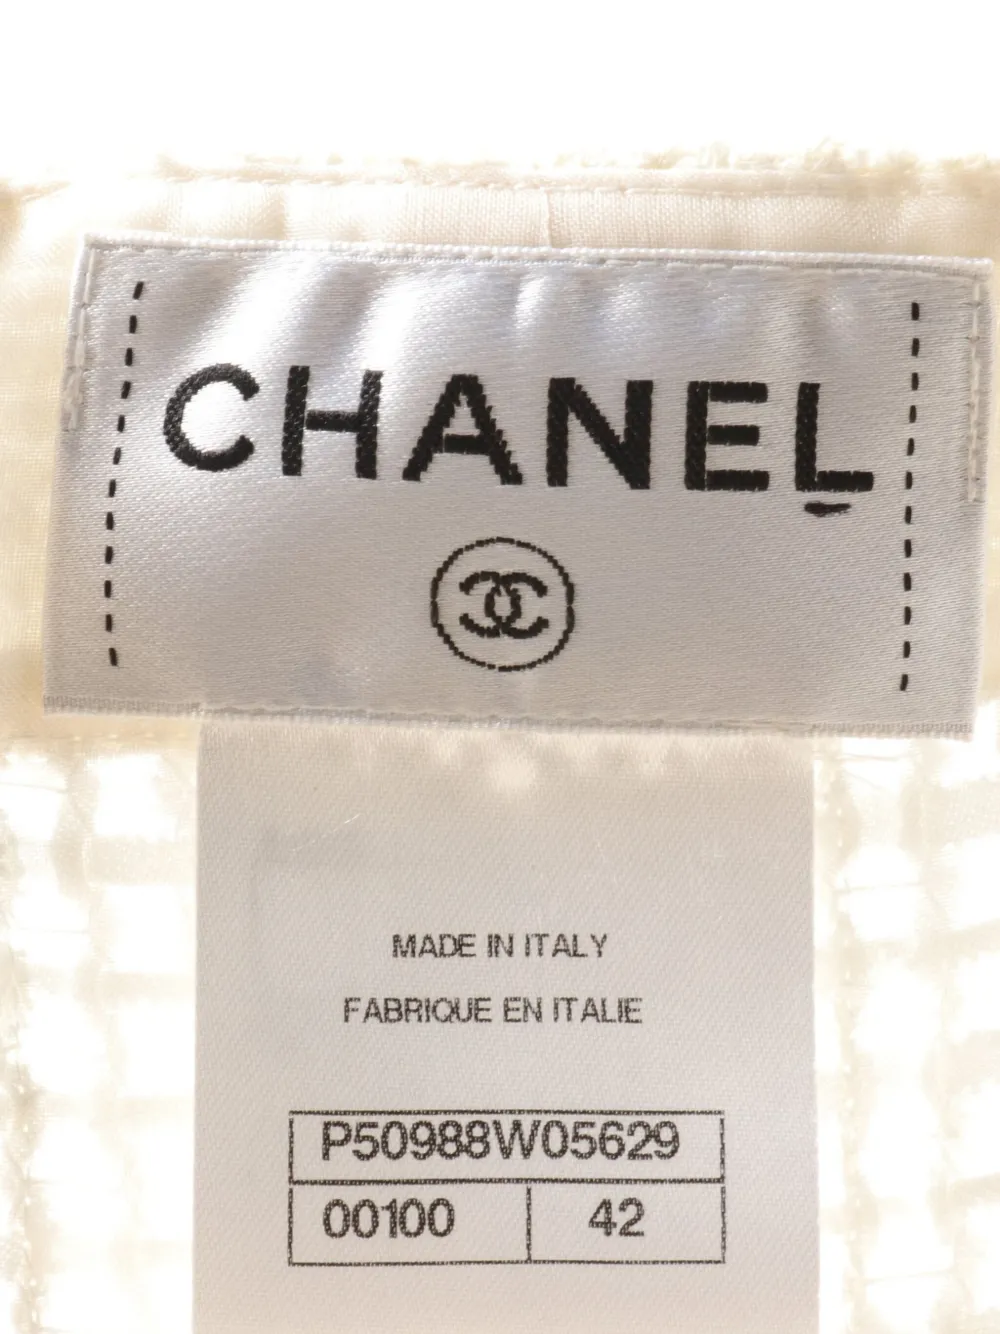 CHANEL
MADE IN ITALY
FABRIQUE EN ITALIE
P50988W05629
00100 42